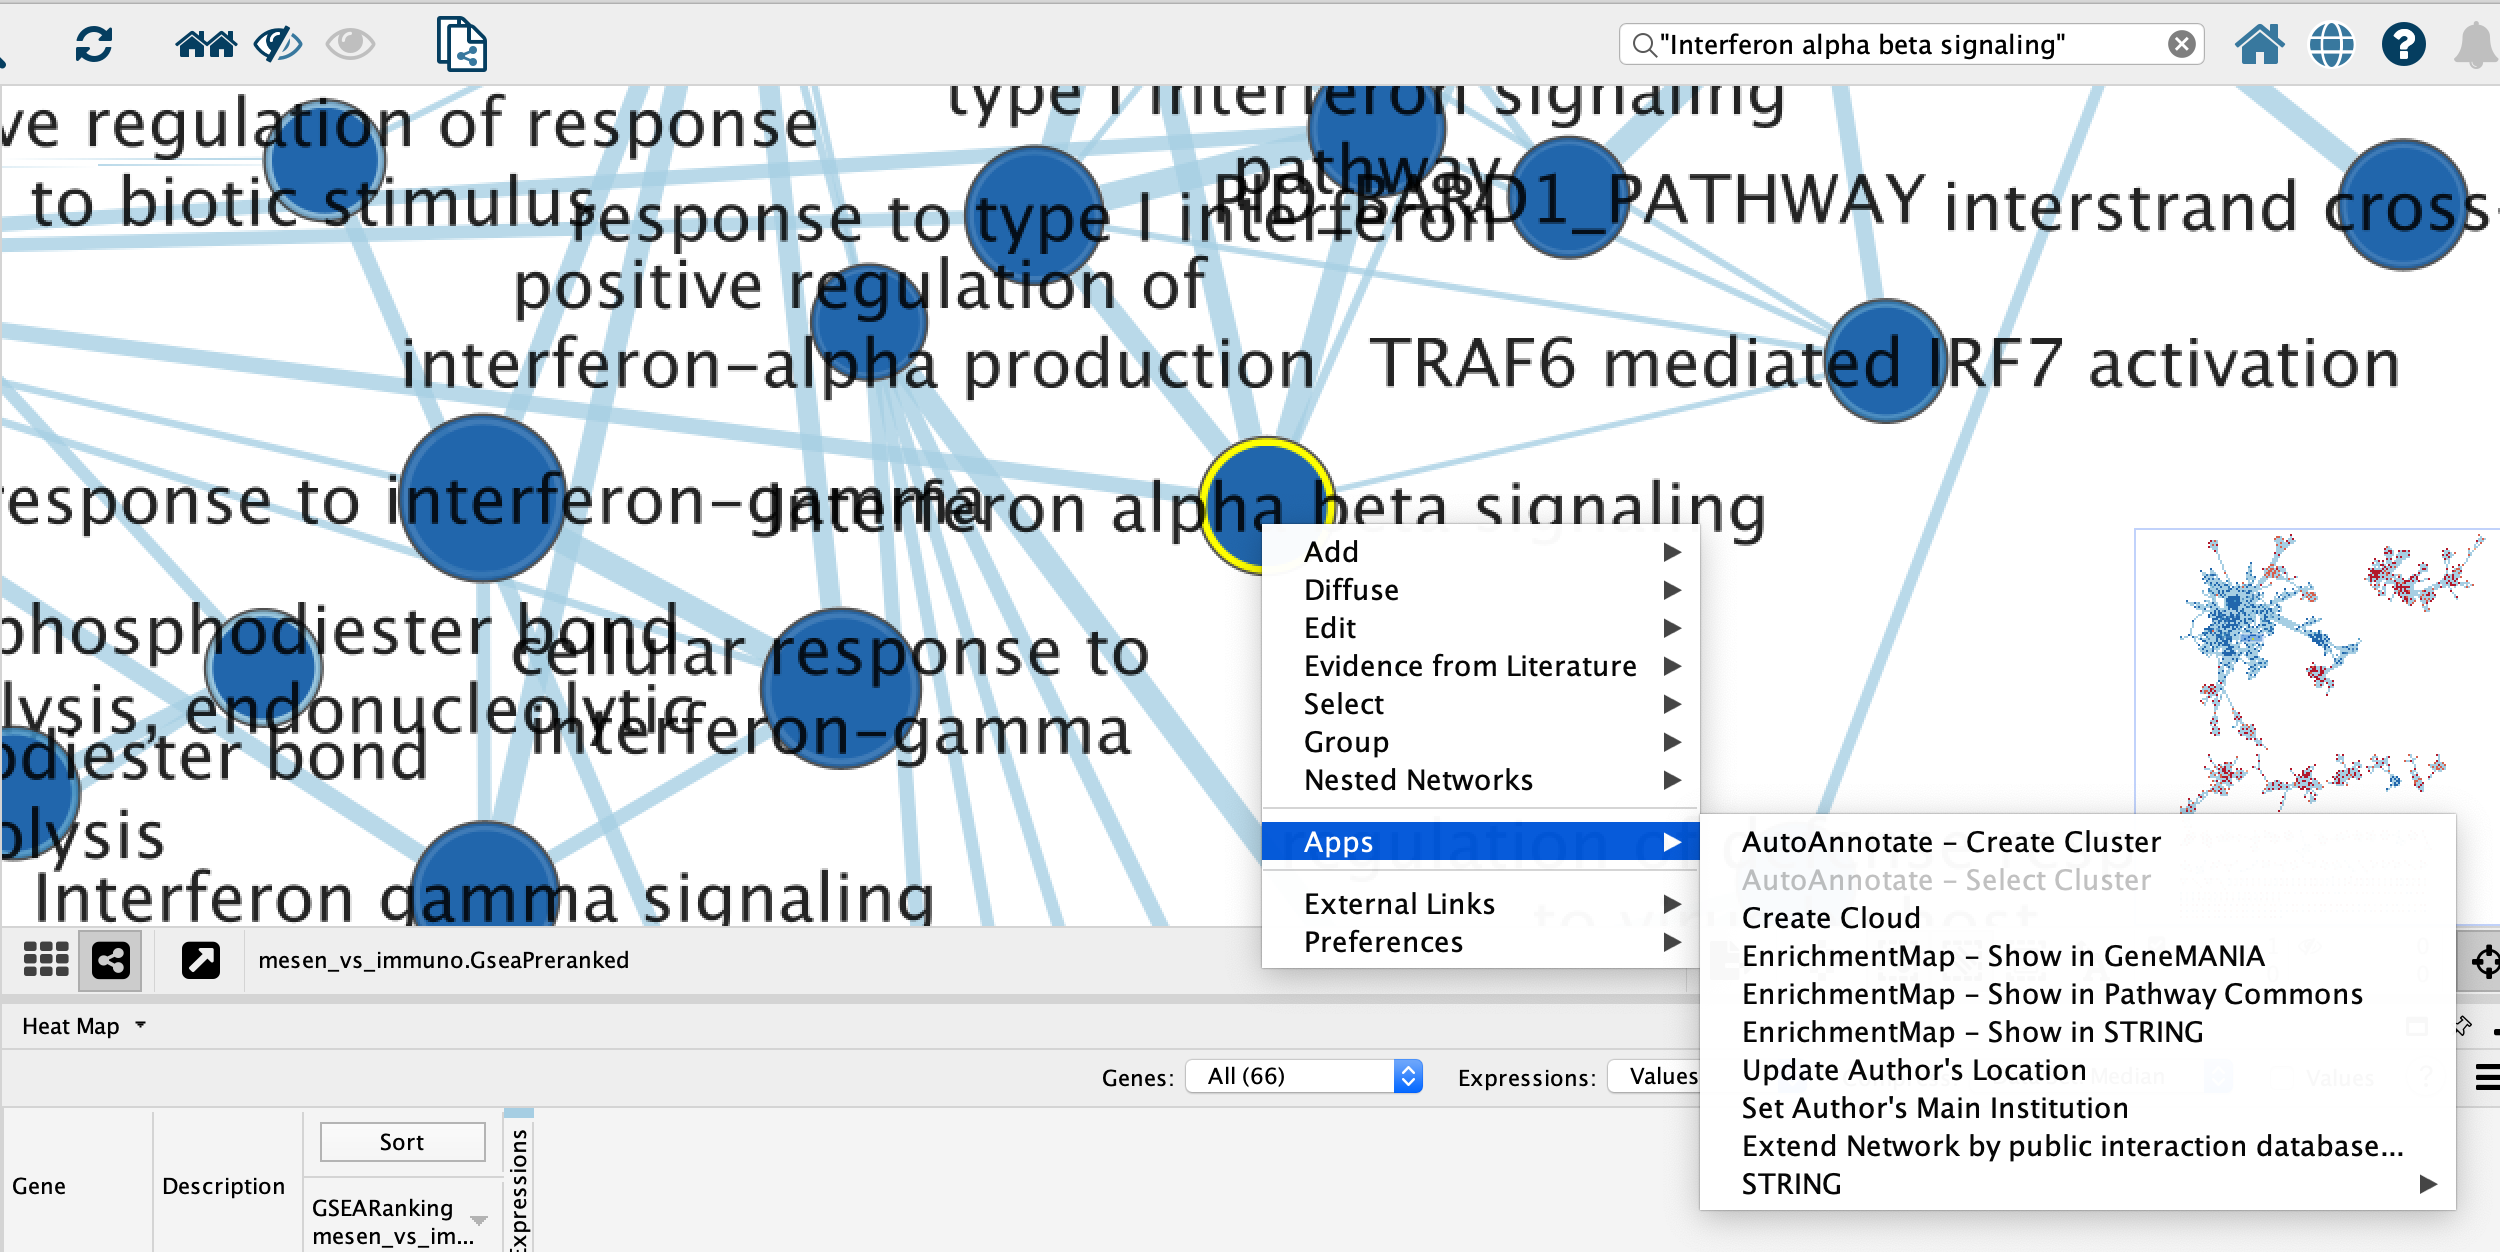 "Interferon alpha beta signaling"
ve regulation of response
to biotic stimulus
type I interferon signaling
pathway
PID_BARD1_PATHWAY
interstrand cross-
response to type I interferon
positive regulation of
interferon-alpha production
TRAF6 mediated IRF7 activation
esponse to interferon-gamma
Interferon alpha beta signaling
phosphodiester bond
lysis, endonucleolytic
cellular response to
interferon-gamma
odiester bond
olysis
Interferon gamma signaling
Add
Diffuse
Edit
Evidence from Literature
Select
Group
Nested Networks
Apps
External Links
Preferences
AutoAnnotate - Create Cluster
AutoAnnotate - Select Cluster
Create Cloud
EnrichmentMap - Show in GeneMANIA
EnrichmentMap - Show in Pathway Commons
EnrichmentMap - Show in STRING
Update Author's Location
Set Author's Main Institution
Extend Network by public interaction database...
STRING
mesen_vs_immuno.GseaPreranked
Heat Map
Genes: All (66) Expressions: Values
Median Values ?
Sort
Gene Description
GSEARanking
mesen_vs_im...
Expressions